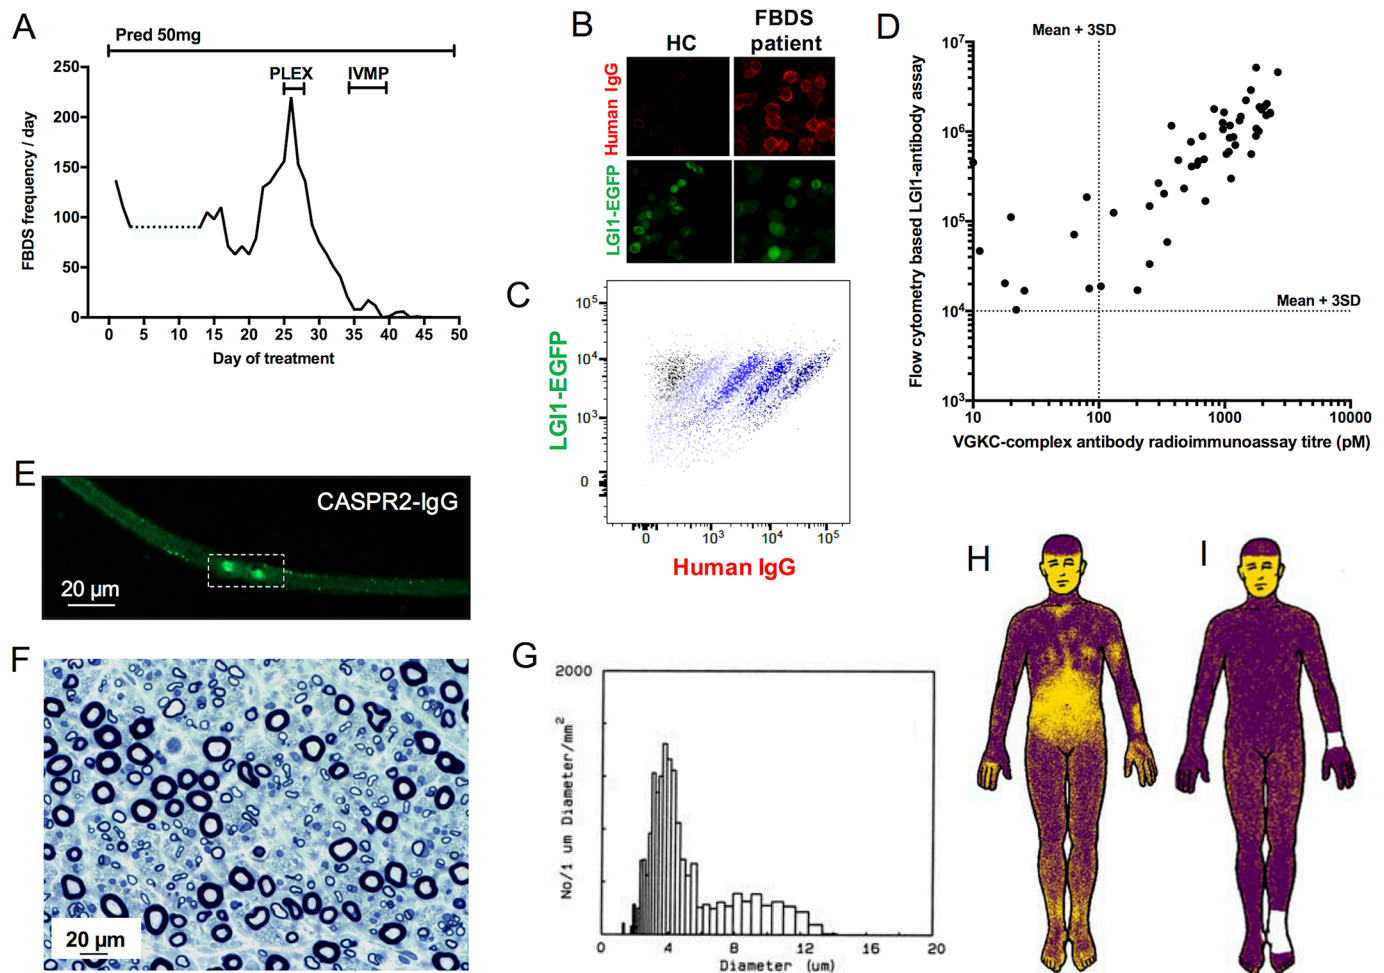 A
Pred 50mg
250
200
150
100
50
0
FBDS frequency / day
PLEX
IVMP
0 5 10 15 20 25 30 35 40 45 50
Day of treatment
B
HC
FBDS
patient
Human IgG
LGI1-EGFP
C
LGI1-EGFP
10⁵
10⁴
10³
0
0 10³ 10⁴ 10⁵
Human IgG
D
Mean + 3SD
Flow cytometry based LGI1-antibody assay
10⁷
10⁶
10⁵
10⁴
10³
Mean + 3SD
10 100 1000 10000
VGKC-complex antibody radioimmunoassay titre (pM)
E
CASPR2-IgG
20 µm
F
20 µm
G
2000
No/1 um Diameter/mm²
0 4 8 12 16 20
Diameter (um)
H
I